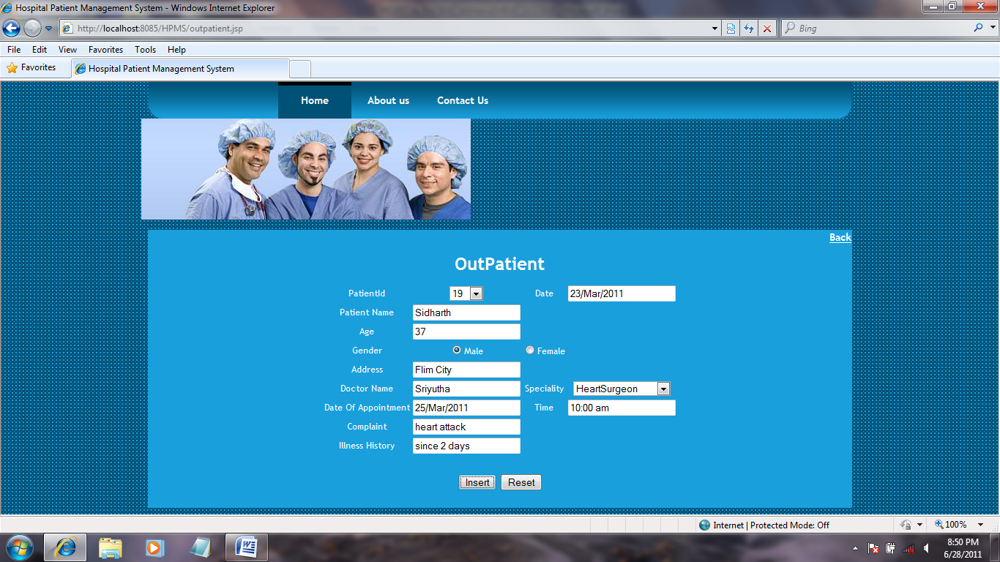 Hospital Patient Management System - Windows Internet Explorer
http://localhost:8085/HPMS/outpatient.jsp
Bing
File Edit View Favorites Tools Help
Favorites Hospital Patient Management System
Home About us Contact Us
Back
OutPatient
PatientId 19 Date 23/Mar/2011
Patient Name Sidharth
Age 37
Gender Male Female
Address Flim City
Doctor Name Sriyutha Speciality HeartSurgeon
Date Of Appointment 25/Mar/2011 Time 10:00 am
Complaint heart attack
Illness History since 2 days
Insert Reset
Internet | Protected Mode: Off 100%
8:50 PM
6/28/2011